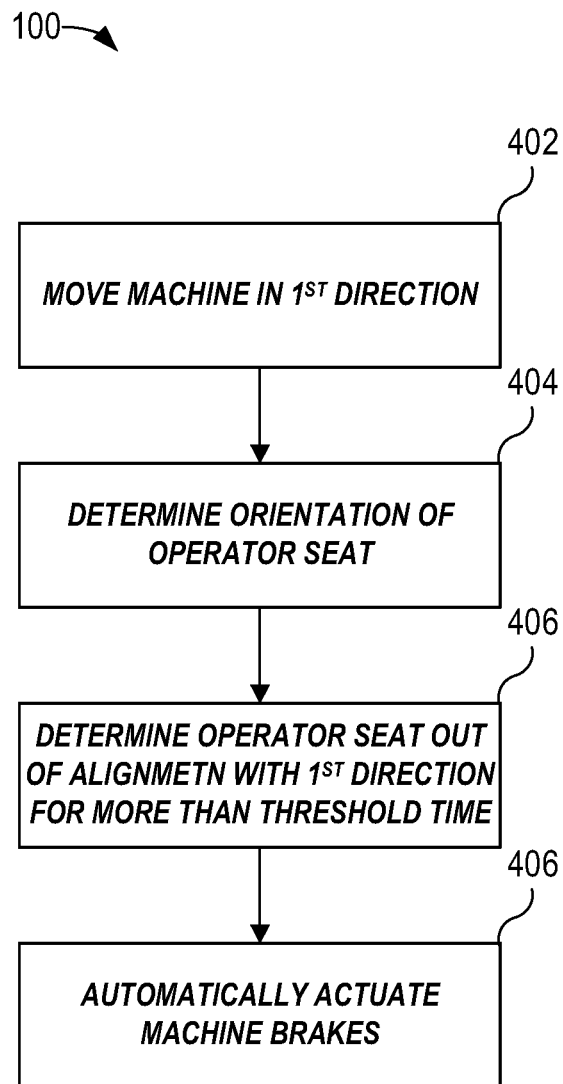 100
402
MOVE MACHINE IN 1ST DIRECTION
404
DETERMINE ORIENTATION OF
OPERATOR SEAT
406
DETERMINE OPERATOR SEAT OUT
OF ALIGNMETN WITH 1ST DIRECTION
FOR MORE THAN THRESHOLD TIME
406
AUTOMATICALLY ACTUATE
MACHINE BRAKES